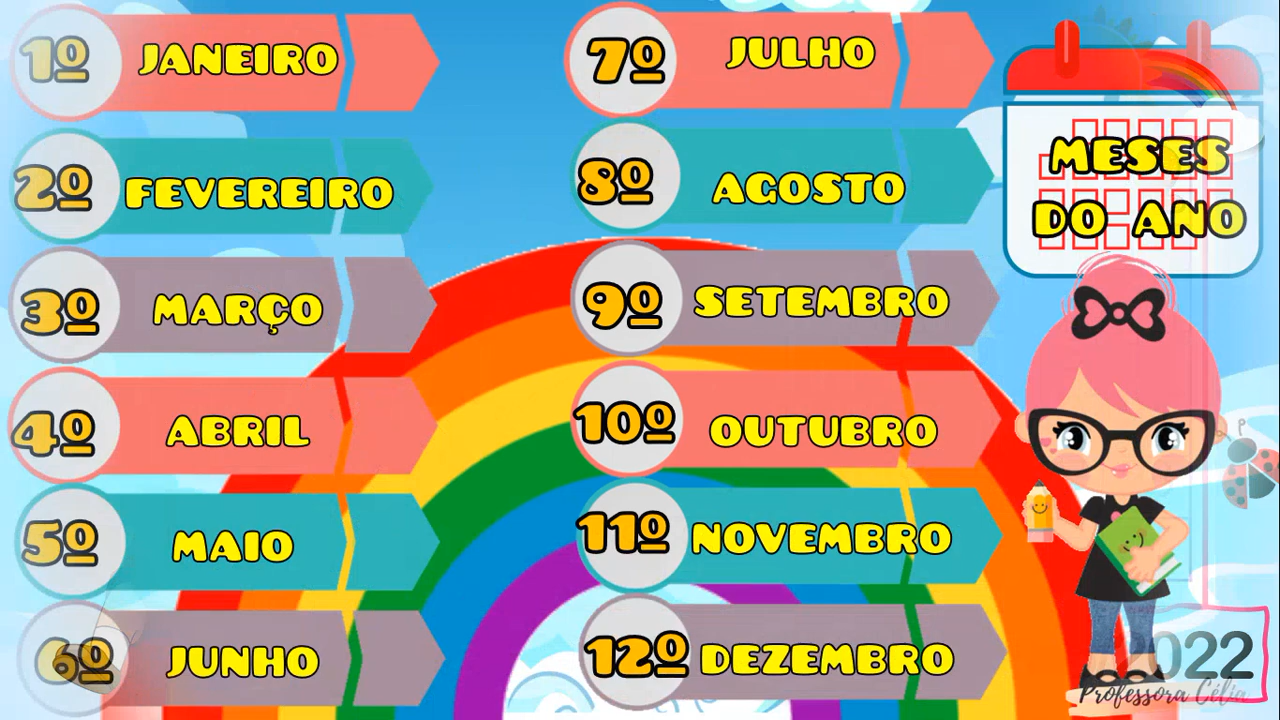 1º JANEIRO
2º FEVEREIRO
3º MARÇO
4º ABRIL
5º MAIO
6º JUNHO
7º JULHO
8º AGOSTO
9º SETEMBRO
10º OUTUBRO
11º NOVEMBRO
12º DEZEMBRO
MESES
DO ANO
2022
Professora Célia